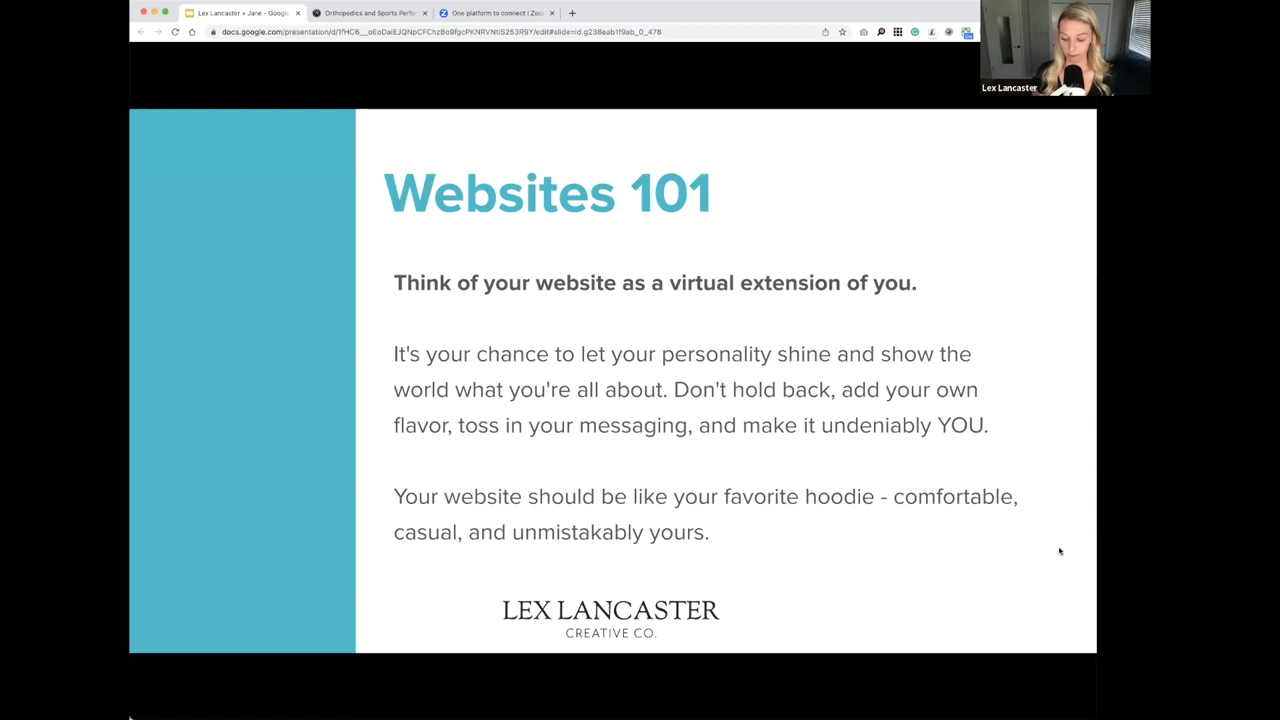 Lex Lancaster + Jane - Google
Orthopedics and Sports Perfo
One platform to connect | Zoo
docs.google.com/presentation/d/1fHC6__oEoDaiEJQNpCFChzBo9fgcPKNRVNtiS253R9Y/edit#slide=id.g238eab1f9ab_0_478
Lex Lancaster
Websites 101
Think of your website as a virtual extension of you.
It's your chance to let your personality shine and show the
world what you're all about. Don't hold back, add your own
flavor, toss in your messaging, and make it undeniably YOU.
Your website should be like your favorite hoodie - comfortable,
casual, and unmistakably yours.
LEX LANCASTER
CREATIVE CO.